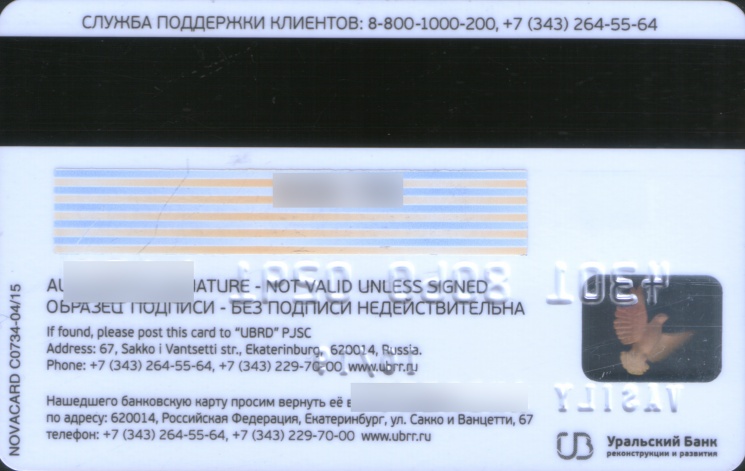 СЛУЖБА ПОДДЕРЖКИ КЛИЕНТОВ: 8-800-1000-200, +7 (343) 264-55-64
NATURE - NOT VALID UNLESS SIGNED
ОБРАЗЕЦ ПОДПИСИ - БЕЗ ПОДПИСИ НЕДЕЙСТВИТЕЛЬНА
If found, please post this card to "UBRD" PJSC
Address: 67, Sakko i Vantsetti str., Ekaterinburg, 620014, Russia.
Phone: +7 (343) 264-55-64, +7 (343) 229-70-00 www.ubrr.ru
Нашедшего банковскую карту просим вернуть её в
по адресу: 620014, Российская Федерация, Екатеринбург, ул. Сакко и Ванцетти, 67
телефон: +7 (343) 264-55-64, +7 (343) 229-70-00 www.ubrr.ru
NOVACARD C0734-04/15
VASILY
UB Уральский Банк
реконструкции и развития